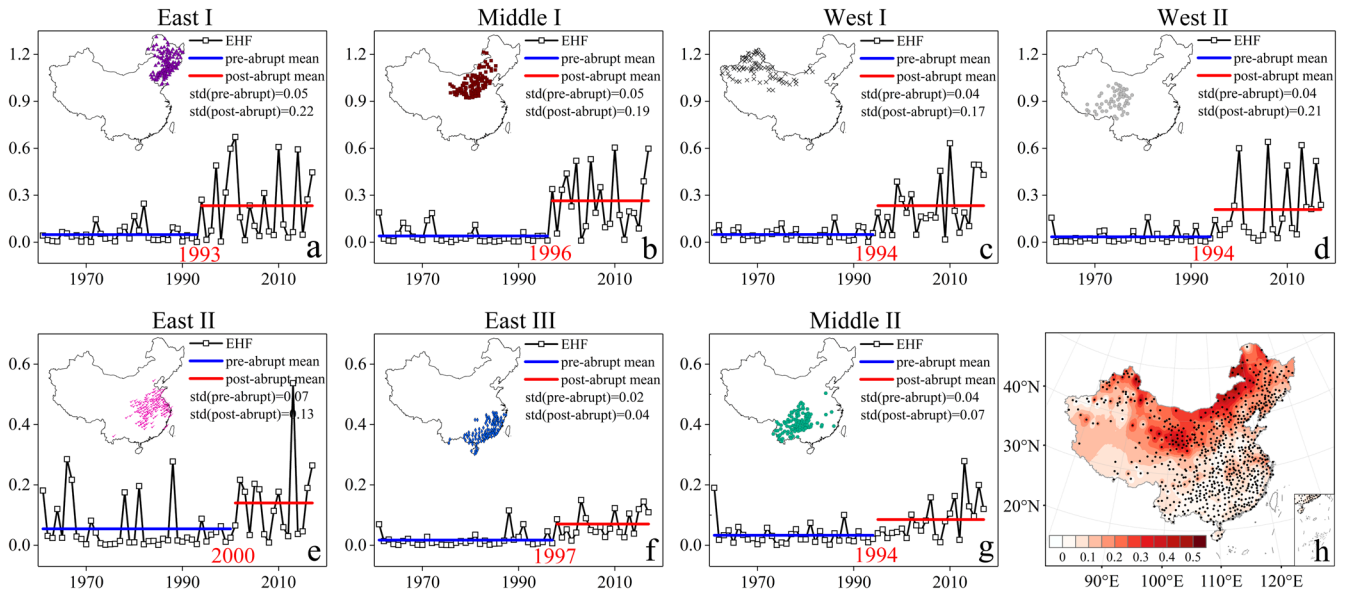 East I
EHF
pre-abrupt mean
post-abrupt mean
std(pre-abrupt)=0.05
std(post-abrupt)=0.22
1.2
0.9
0.6
0.3
0.0
1993
a
1970
1990
2010
Middle I
EHF
pre-abrupt mean
post-abrupt mean
std(pre-abrupt)=0.05
std(post-abrupt)=0.19
1.2
0.9
0.6
0.3
0.0
1996
b
1970
1990
2010
West I
EHF
pre-abrupt mean
post-abrupt mean
std(pre-abrupt)=0.04
std(post-abrupt)=0.17
1.2
0.9
0.6
0.3
0.0
1994
c
1970
1990
2010
West II
EHF
pre-abrupt mean
post-abrupt mean
std(pre-abrupt)=0.04
std(post-abrupt)=0.21
1.2
0.9
0.6
0.3
0.0
1994
d
1970
1990
2010
East II
EHF
pre-abrupt mean
post-abrupt mean
std(pre-abrupt)=0.07
std(post-abrupt)=0.13
0.6
0.4
0.2
0.0
2000
e
1970
1990
2010
East III
EHF
pre-abrupt mean
post-abrupt mean
std(pre-abrupt)=0.02
std(post-abrupt)=0.04
0.6
0.4
0.2
0.0
1997
f
1970
1990
2010
Middle II
EHF
pre-abrupt mean
post-abrupt mean
std(pre-abrupt)=0.04
std(post-abrupt)=0.07
0.6
0.4
0.2
0.0
1994
g
1970
1990
2010
40°N
30°N
20°N
0 0.1 0.2 0.3 0.4 0.5
h
90°E 100°E 110°E 120°E